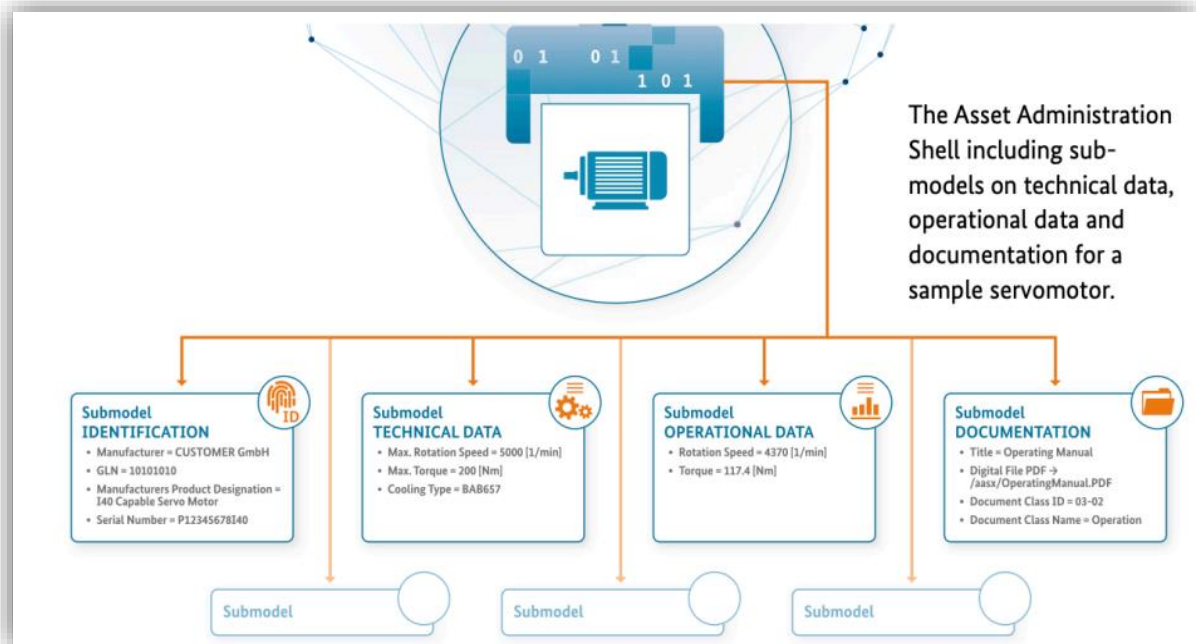 0 1 0 1
1 0 1
The Asset Administration
Shell including sub-
models on technical data,
operational data and
documentation for a
sample servomotor.
ID
Submodel
IDENTIFICATION
• Manufacturer = CUSTOMER GmbH
• GLN = 10101010
• Manufacturers Product Designation =
I40 Capable Servo Motor
• Serial Number = P12345678I40
Submodel
TECHNICAL DATA
• Max. Rotation Speed = 5000 [1/min]
• Max. Torque = 200 [Nm]
• Cooling Type = BAB657
Submodel
OPERATIONAL DATA
• Rotation Speed = 4370 [1/min]
• Torque = 117.4 [Nm]
Submodel
DOCUMENTATION
• Title = Operating Manual
• Digital File PDF →
/aasx/OperatingManual.PDF
• Document Class ID = 03-02
• Document Class Name = Operation
Submodel
Submodel
Submodel